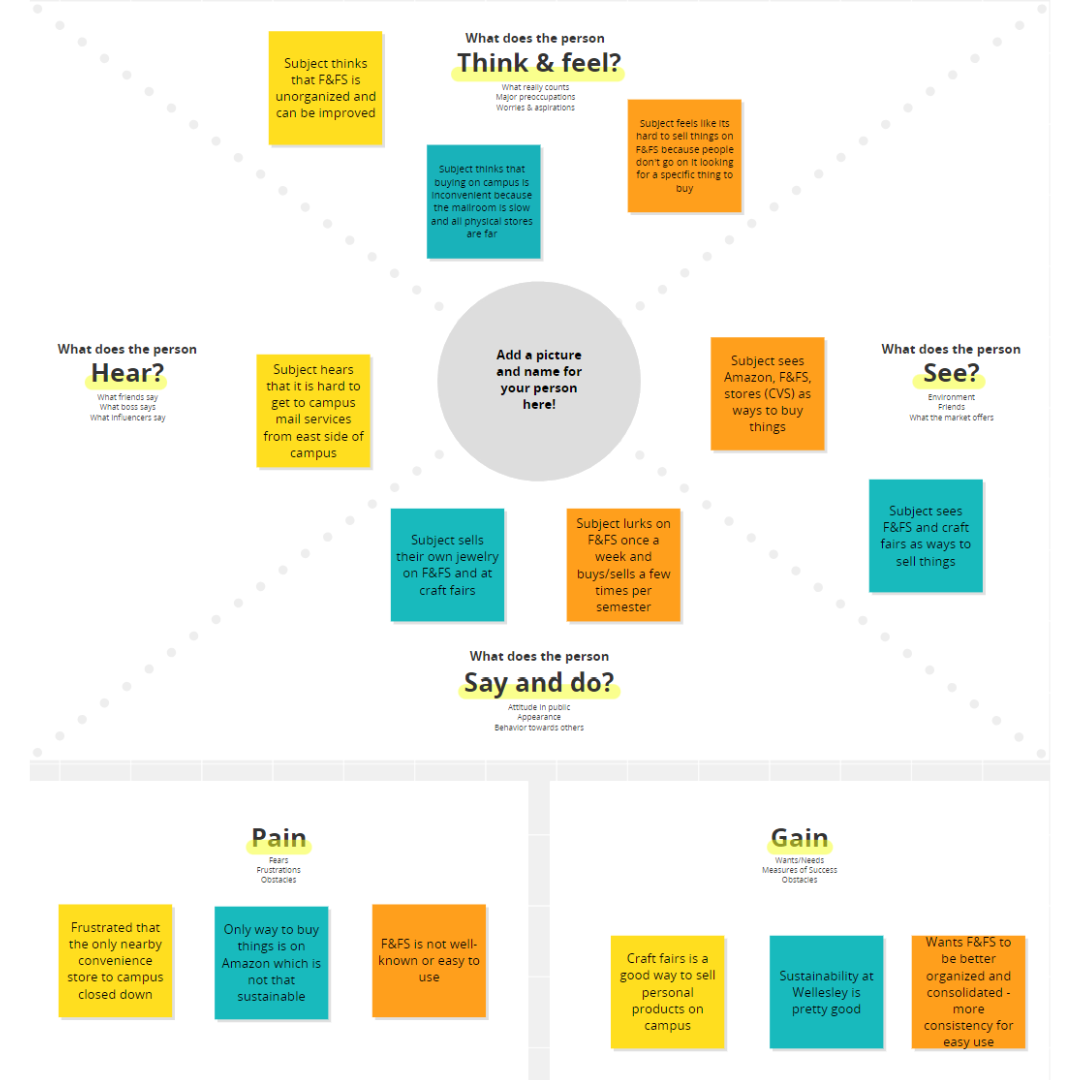 What does the person
Think & feel?
What really counts
Major preoccupations
Worries & aspirations
Subject thinks
that F&FS is
unorganized and
can be improved
Subject thinks that
buying on campus is
inconvenient because
the mailroom is slow
and all physical stores
are far
Subject feels like its
hard to sell things on
F&FS because people
don't go on it looking
for a specific thing to
buy
What does the person
Hear?
What friends say
What boss says
What influencers say
Subject hears
that it is hard to
get to campus
mail services
from east side of
campus
Add a picture
and name for
your person
here!
Subject sees
Amazon, F&FS,
stores (CVS) as
ways to buy
things
What does the person
See?
Environment
Friends
What the market offers
Subject sees
F&FS and craft
fairs as ways to
sell things
Subject sells
their own jewelry
on F&FS and at
craft fairs
Subject lurks on
F&FS once a
week and
buys/sells a few
times per
semester
What does the person
Say and do?
Attitude in public
Appearance
Behavior towards others
Pain
Fears
Frustrations
Obstacles
Frustrated that
the only nearby
convenience
store to campus
closed down
Only way to buy
things is on
Amazon which is
not that
sustainable
F&FS is not well-
known or easy to
use
Gain
Wants/Needs
Measures of Success
Obstacles
Craft fairs is a
good way to sell
personal
products on
campus
Sustainability at
Wellesley is
pretty good
Wants F&FS to
be better
organized and
consolidated -
more
consistency for
easy use